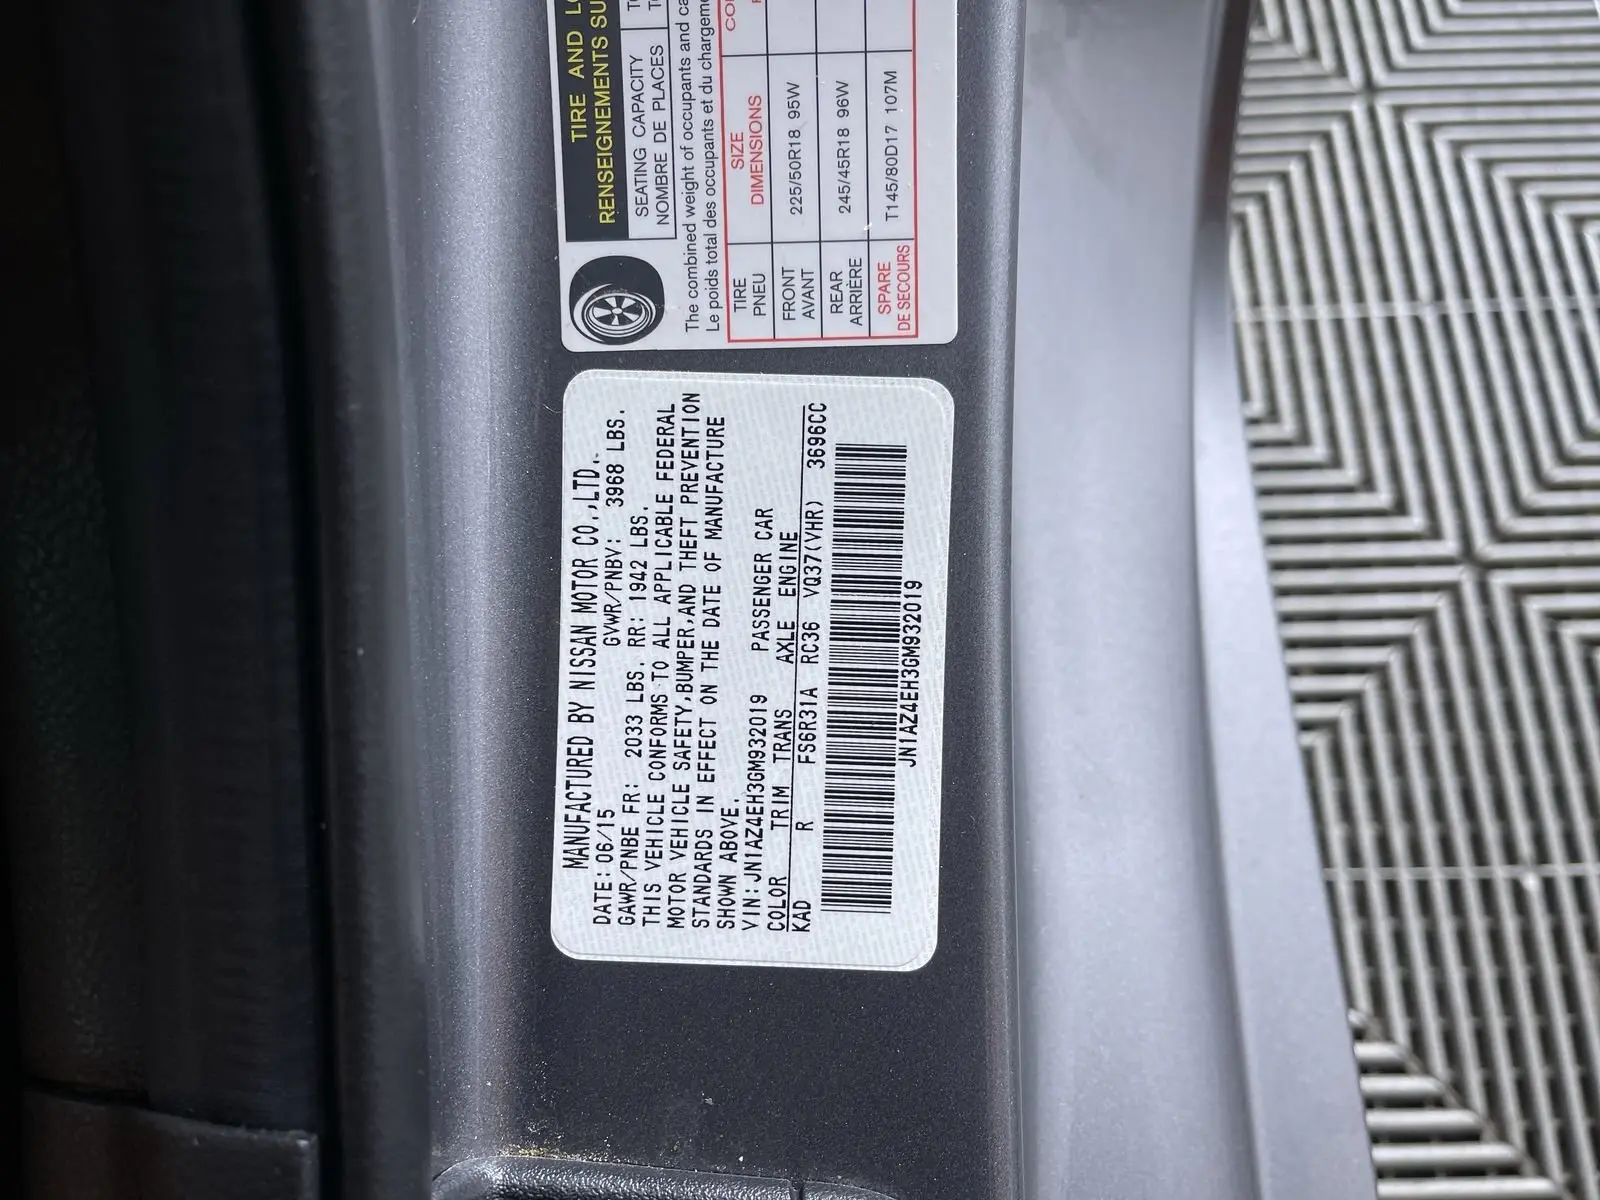 MANUFACTURED BY NISSAN MOTOR CO.,LTD.
DATE: 06/15 GVWR/PNBV: 3968 LBS.
GAWR/PNBE FR: 2033 LBS. RR: 1942 LBS.
THIS VEHICLE CONFORMS TO ALL APPLICABLE FEDERAL
MOTOR VEHICLE SAFETY,BUMPER,AND THEFT PREVENTION
STANDARDS IN EFFECT ON THE DATE OF MANUFACTURE
SHOWN ABOVE.
VIN:JN1AZ4EH3GM932019 PASSENGER CAR
COLOR TRIM TRANS AXLE ENGINE
KAD R FS6R31A RC36 VQ37(VHR) 3696CC
JN1AZ4EH3GM932019
TIRE AND
RENSEIGNEMENTS
SEATING CAPACITY
NOMBRE DE PLACES
The combined weight of occupants and
Le poids total des occupants et du
TIRE SIZE
PNEU DIMENSIONS
FRONT 225/50R18 95W
AVANT
REAR 245/45R18 96W
ARRIÈRE
SPARE T145/80D17 107M
DE SECOURS